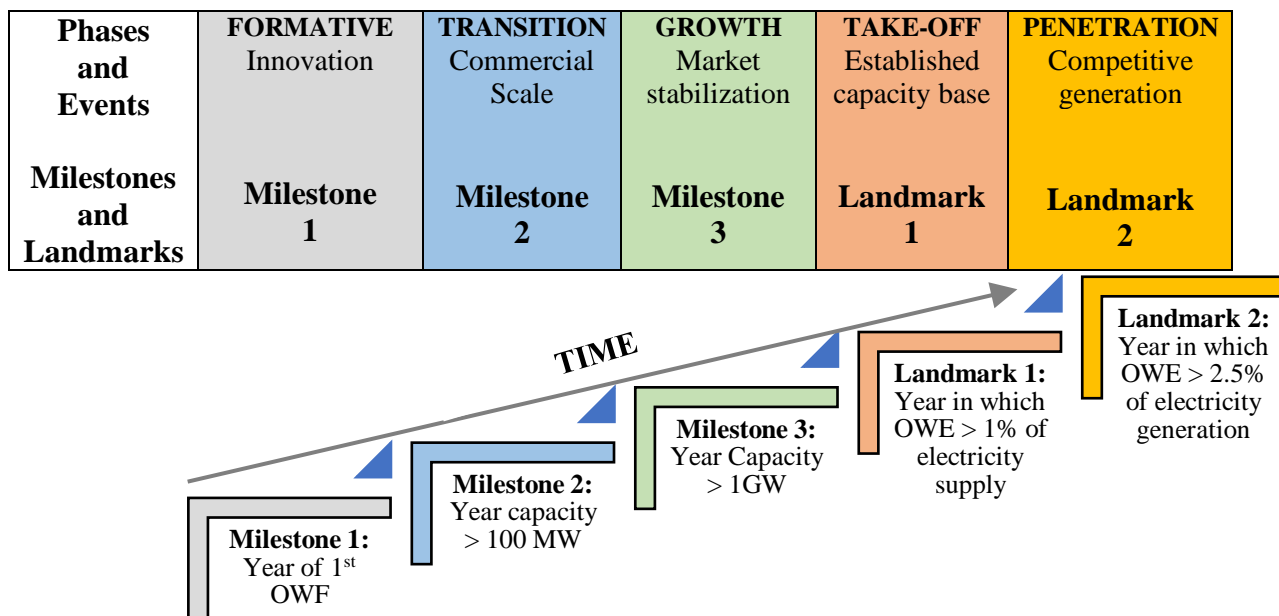 Phases
and
Events
Milestones
and
Landmarks
FORMATIVE
Innovation
Milestone
1
TRANSITION
Commercial
Scale
Milestone
2
GROWTH
Market
stabilization
Milestone
3
TAKE-OFF
Established
capacity base
Landmark
1
PENETRATION
Competitive
generation
Landmark
2
TIME
Milestone 1:
Year of 1st
OWF
Milestone 2:
Year capacity
> 100 MW
Milestone 3:
Year Capacity
> 1GW
Landmark 1:
Year in which
OWE > 1% of
electricity
supply
Landmark 2:
Year in which
OWE > 2.5%
of electricity
generation